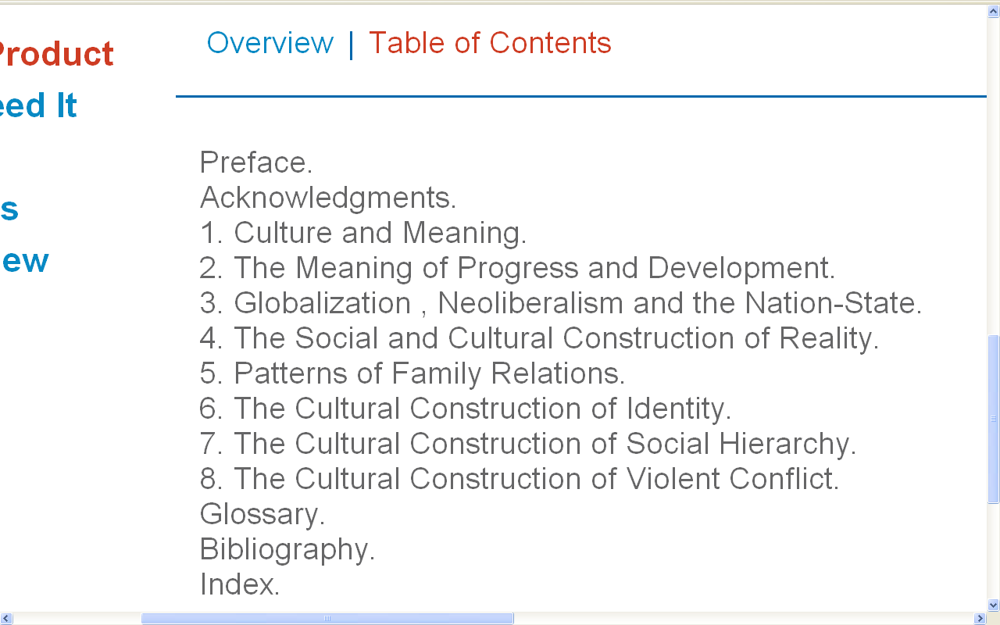 Product
eed It
s
ew
Overview | Table of Contents
Preface.
Acknowledgments.
1. Culture and Meaning.
2. The Meaning of Progress and Development.
3. Globalization , Neoliberalism and the Nation-State.
4. The Social and Cultural Construction of Reality.
5. Patterns of Family Relations.
6. The Cultural Construction of Identity.
7. The Cultural Construction of Social Hierarchy.
8. The Cultural Construction of Violent Conflict.
Glossary.
Bibliography.
Index.